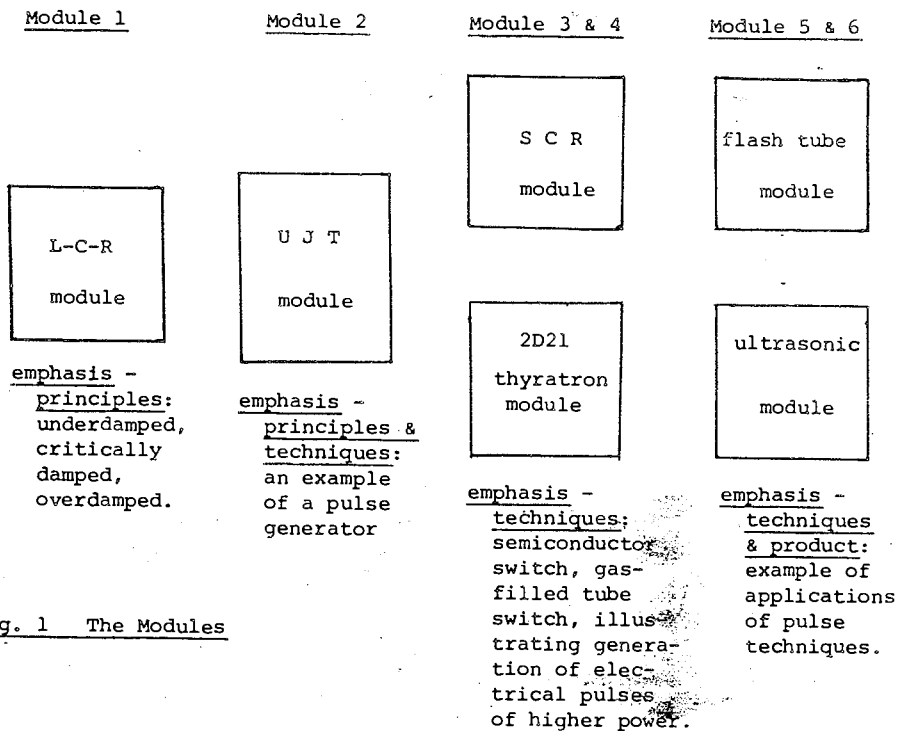 Module 1
Module 2
Module 3 & 4
Module 5 & 6
L-C-R
module
U J T
module
S C R
module
2D21
thyratron
module
flash tube
module
ultrasonic
module
emphasis -
principles:
underdamped,
critically
damped,
overdamped.
emphasis -
principles &
techniques:
an example
of a pulse
generator
emphasis -
techniques:
semiconductor
switch, gas-
filled tube
switch, illus-
trating genera-
tion of elec-
trical pulses
of higher power.
emphasis -
techniques
& product:
example of
applications
of pulse
techniques.
g. 1 The Modules